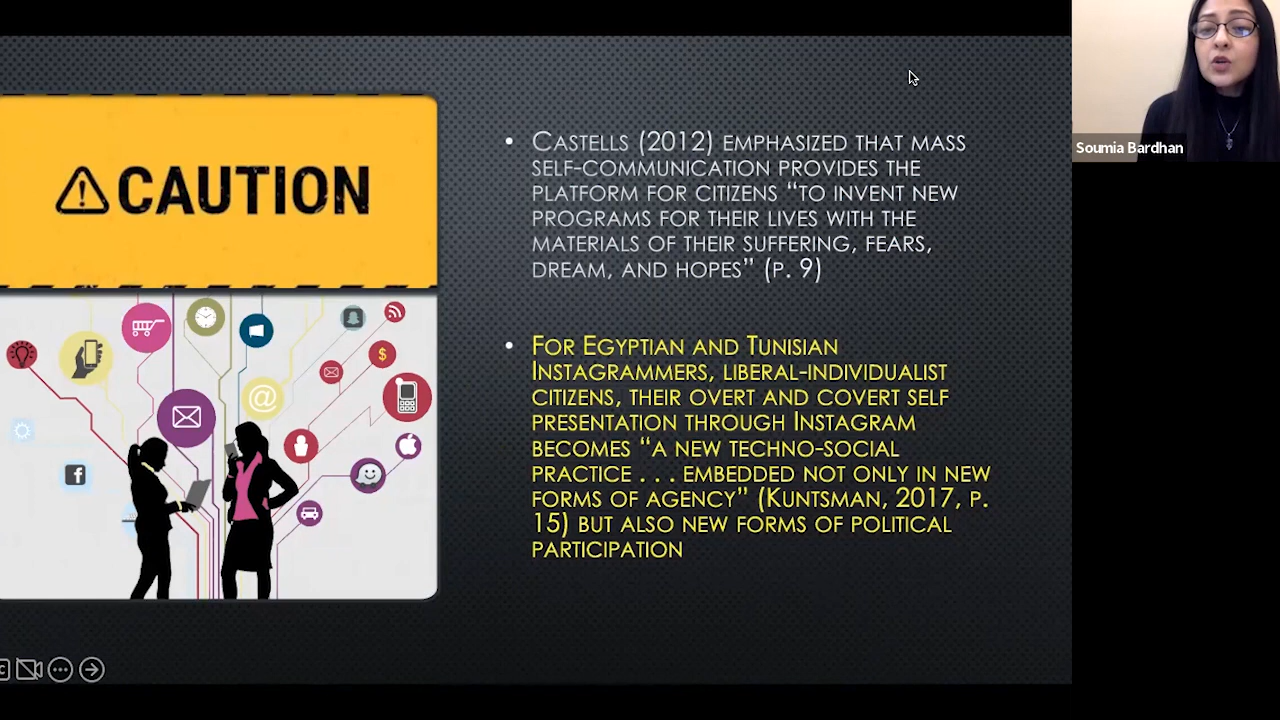 CAUTION
• CASTELLS (2012) EMPHASIZED THAT MASS
SELF-COMMUNICATION PROVIDES THE
PLATFORM FOR CITIZENS “TO INVENT NEW
PROGRAMS FOR THEIR LIVES WITH THE
MATERIALS OF THEIR SUFFERING, FEARS,
DREAM, AND HOPES” (P. 9)
• FOR EGYPTIAN AND TUNISIAN
INSTAGRAMMERS, LIBERAL-INDIVIDUALIST
CITIZENS, THEIR OVERT AND COVERT SELF
PRESENTATION THROUGH INSTAGRAM
BECOMES “A NEW TECHNO-SOCIAL
PRACTICE . . . EMBEDDED NOT ONLY IN NEW
FORMS OF AGENCY” (KUNTSMAN, 2017, P.
15) BUT ALSO NEW FORMS OF POLITICAL
PARTICIPATION
Soumia Bardhan